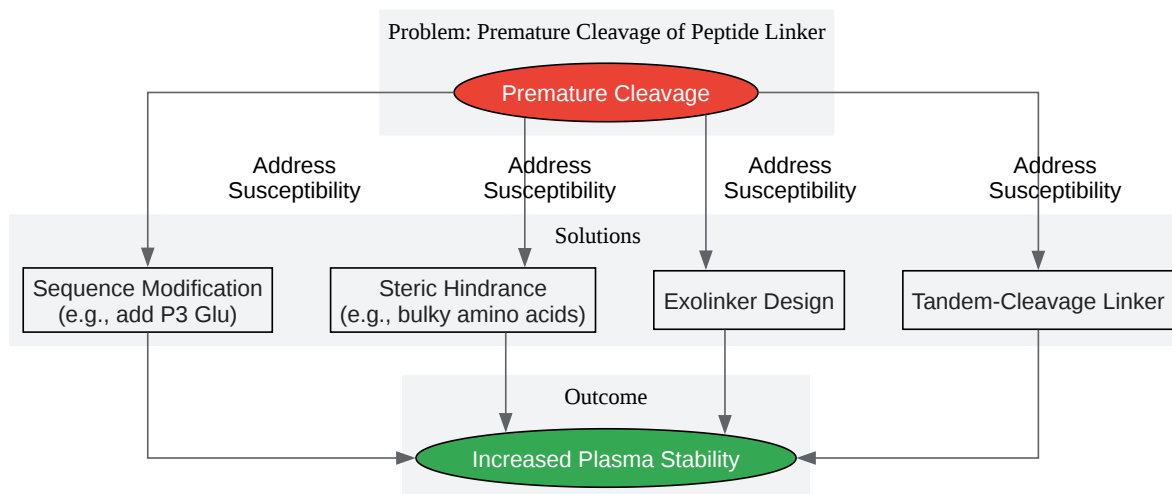 Problem: Premature Cleavage of Peptide Linker
Premature Cleavage
Address
Susceptibility
Address
Susceptibility
Address
Susceptibility
Address
Susceptibility
Solutions
Sequence Modification
(e.g., add P3 Glu)
Steric Hindrance
(e.g., bulky amino acids)
Exolinker Design
Tandem-Cleavage Linker
Outcome
Increased Plasma Stability